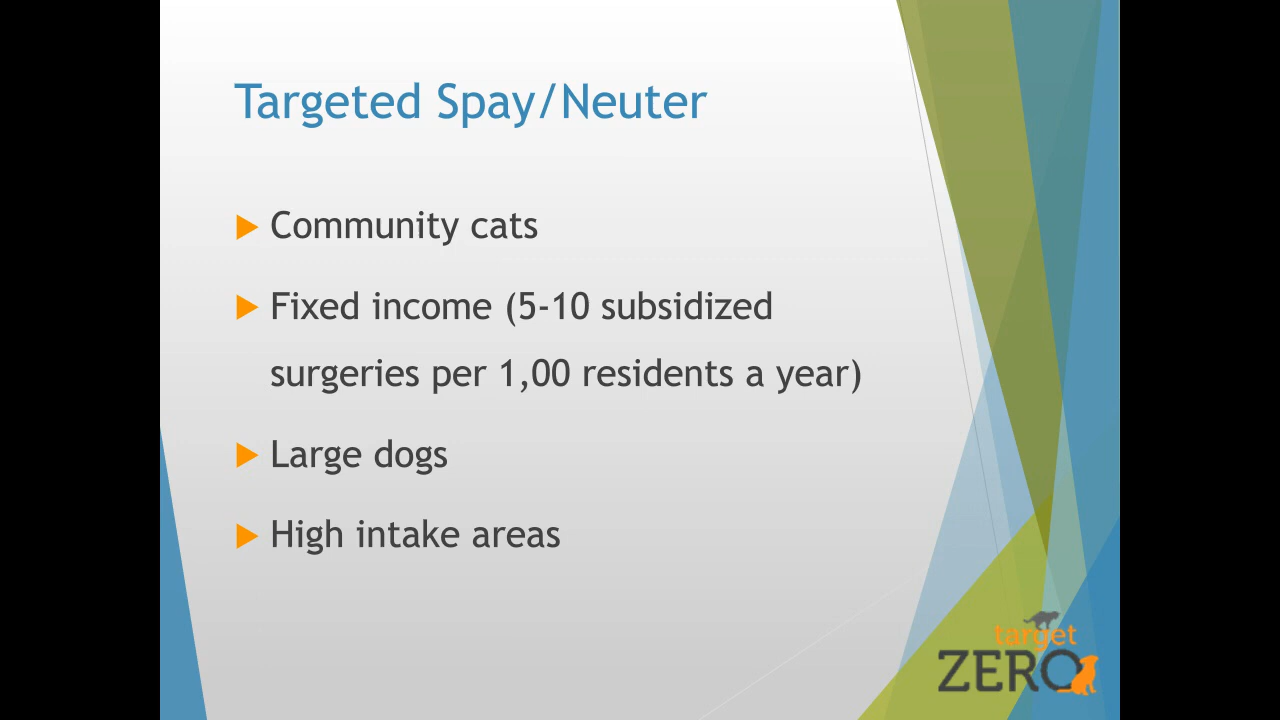 Targeted Spay/Neuter
Community cats
Fixed income (5-10 subsidized
surgeries per 1,00 residents a year)
Large dogs
High intake areas
target
ZERO